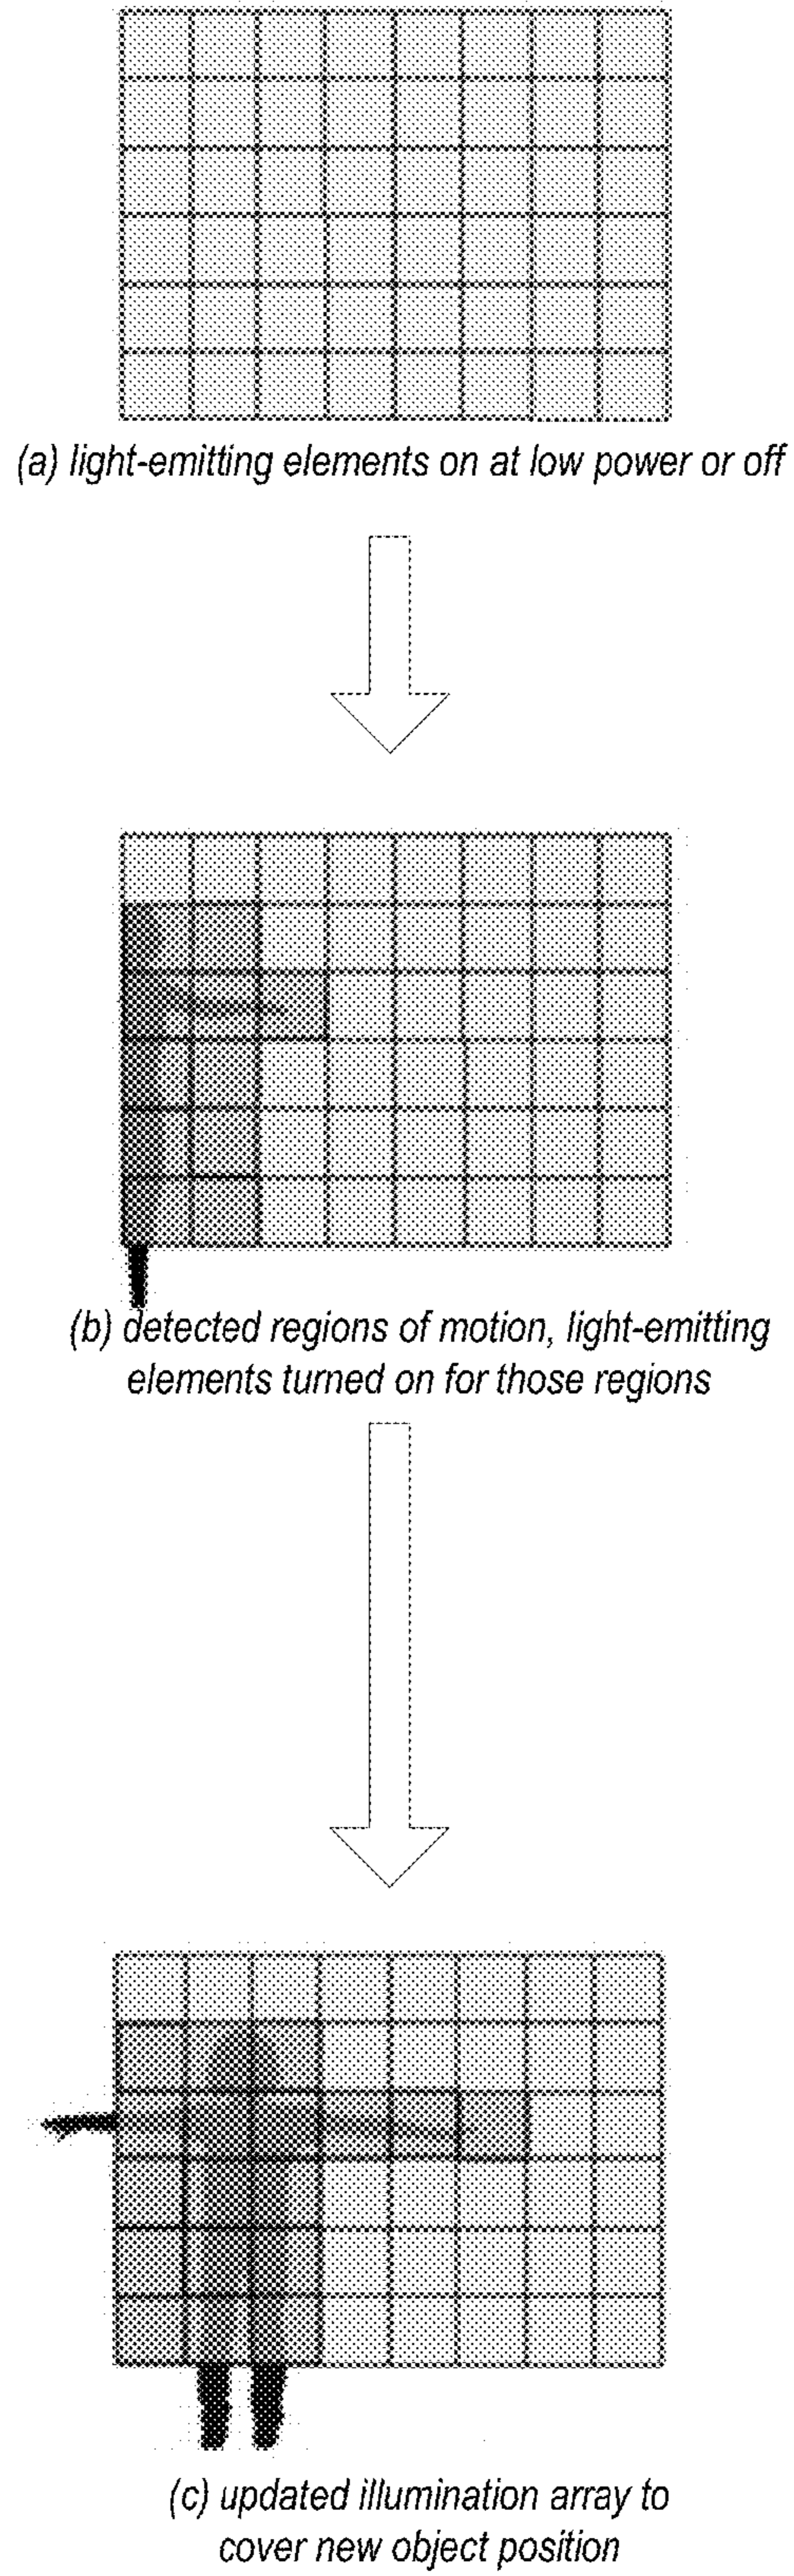 (a) light-emitting elements on at low power or off
(b) detected regions of motion, light-emitting
elements turned on for those regions
(c) updated illumination array to
cover new object position